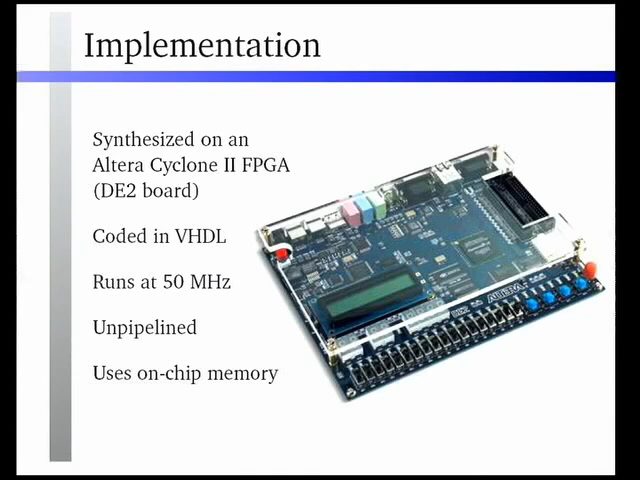 Implementation
Synthesized on an
Altera Cyclone II FPGA
(DE2 board)
Coded in VHDL
Runs at 50 MHz
Unpipelined
Uses on-chip memory
ALTERA